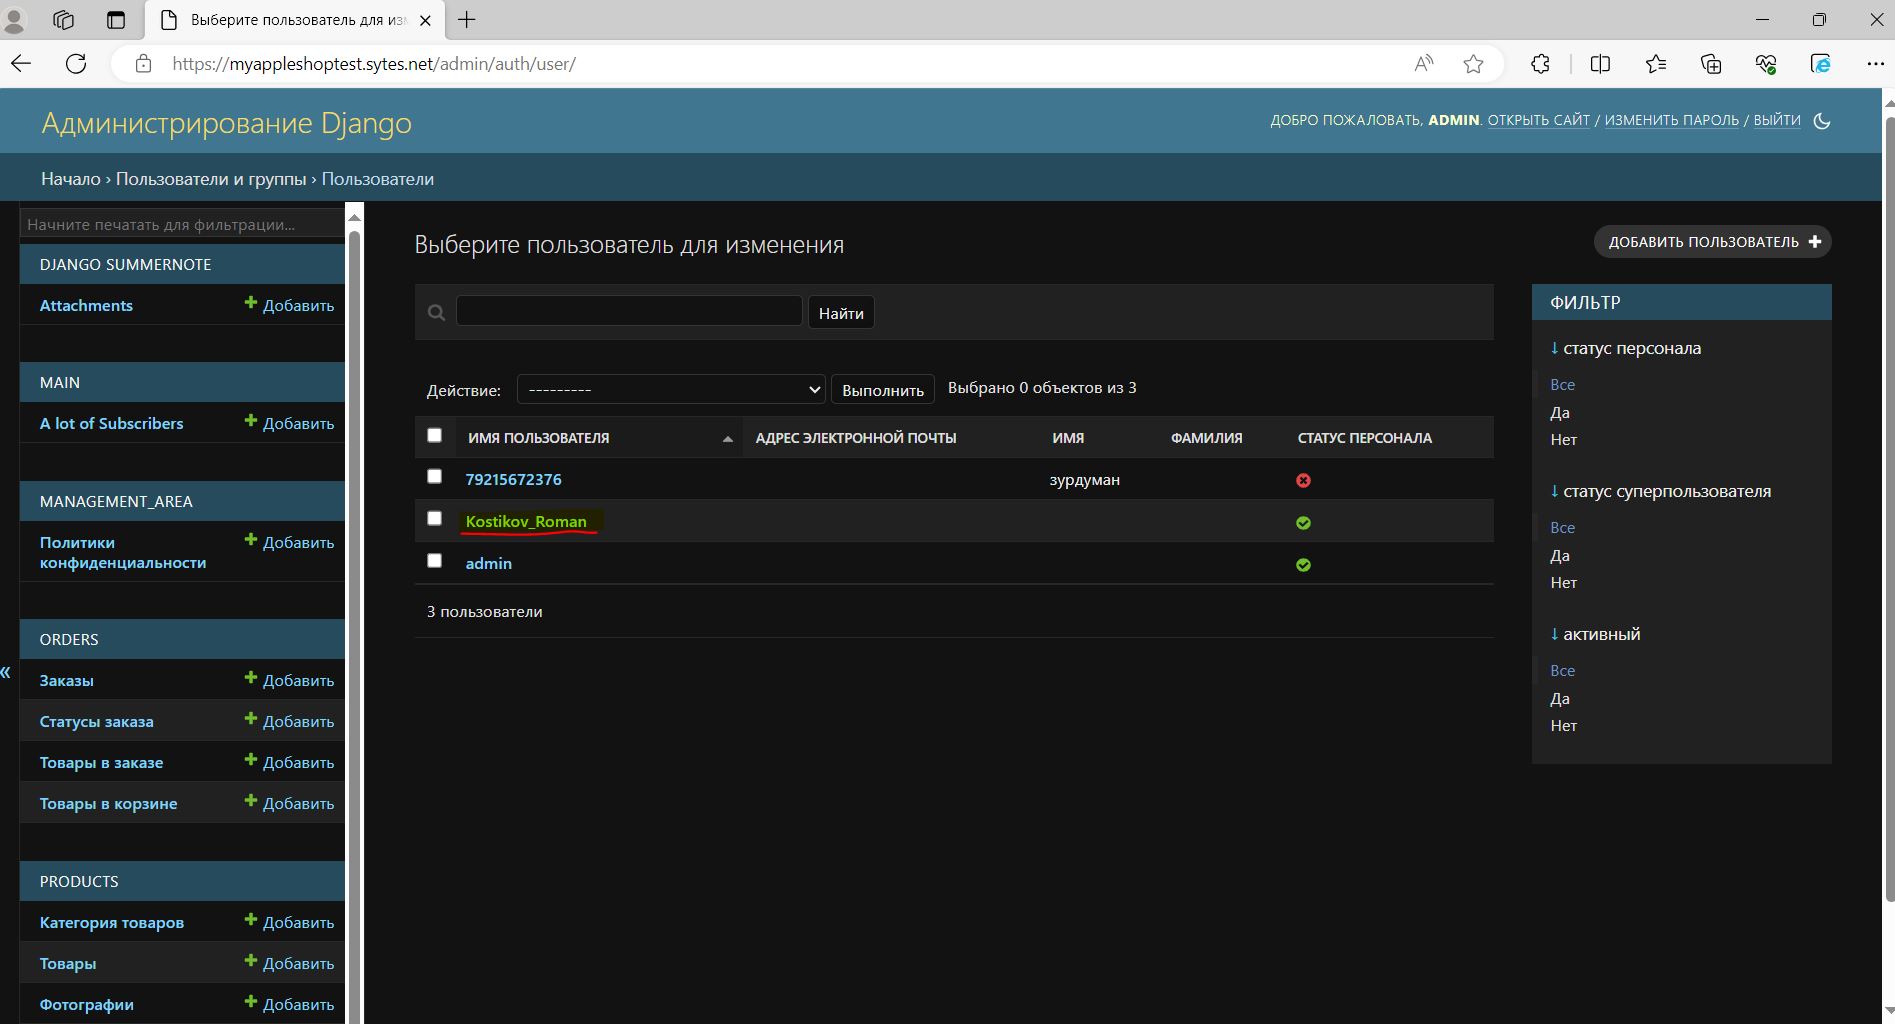 Выберите пользователь для изм
https://myappleshoptest.sytes.net/admin/auth/user/
Администрирование Django
ДОБРО ПОЖАЛОВАТЬ, ADMIN. ОТКРЫТЬ САЙТ / ИЗМЕНИТЬ ПАРОЛЬ / ВЫЙТИ
Начало › Пользователи и группы › Пользователи
Начните печатать для фильтрации...
DJANGO SUMMERNOTE
Attachments Добавить
MAIN
A lot of Subscribers Добавить
MANAGEMENT_AREA
Политики Добавить
конфиденциальности
ORDERS
«
Заказы Добавить
Статусы заказа Добавить
Товары в заказе Добавить
Товары в корзине Добавить
PRODUCTS
Категория товаров Добавить
Товары Добавить
Фотографии Добавить
Выберите пользователь для изменения
ДОБАВИТЬ ПОЛЬЗОВАТЕЛЬ +
Найти
Действие: --------- Выполнить Выбрано 0 объектов из 3
ИМЯ ПОЛЬЗОВАТЕЛЯ АДРЕС ЭЛЕКТРОННОЙ ПОЧТЫ ИМЯ ФАМИЛИЯ СТАТУС ПЕРСОНАЛА
79215672376 зурдуман
Kostikov_Roman
admin
3 пользователи
ФИЛЬТР
↓ статус персонала
Все
Да
Нет
↓ статус суперпользователя
Все
Да
Нет
↓ активный
Все
Да
Нет